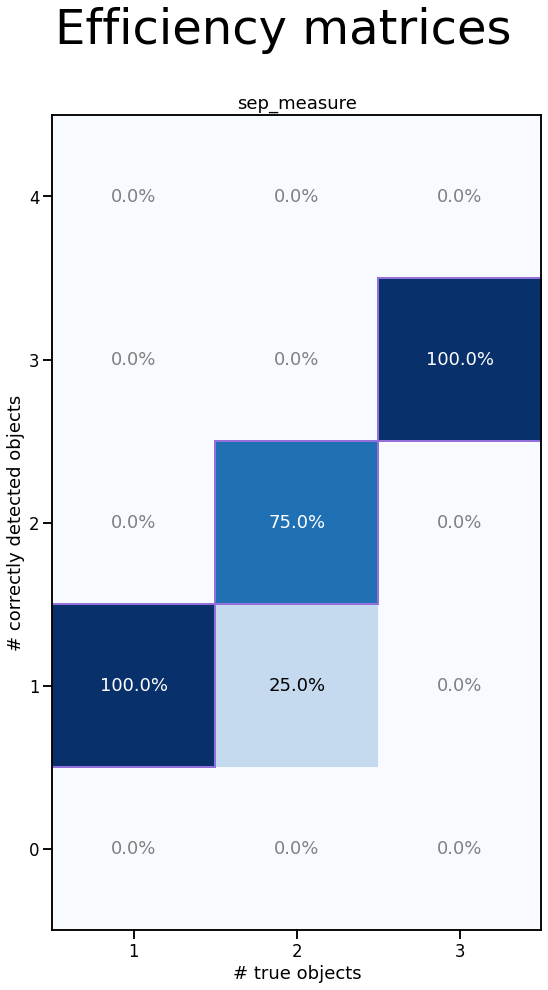 Efficiency matrices
sep_measure
4 0.0% 0.0% 0.0%
3 0.0% 0.0% 100.0%
2 0.0% 75.0% 0.0%
1 100.0% 25.0% 0.0%
0 0.0% 0.0% 0.0%
# correctly detected objects
1 2 3
# true objects